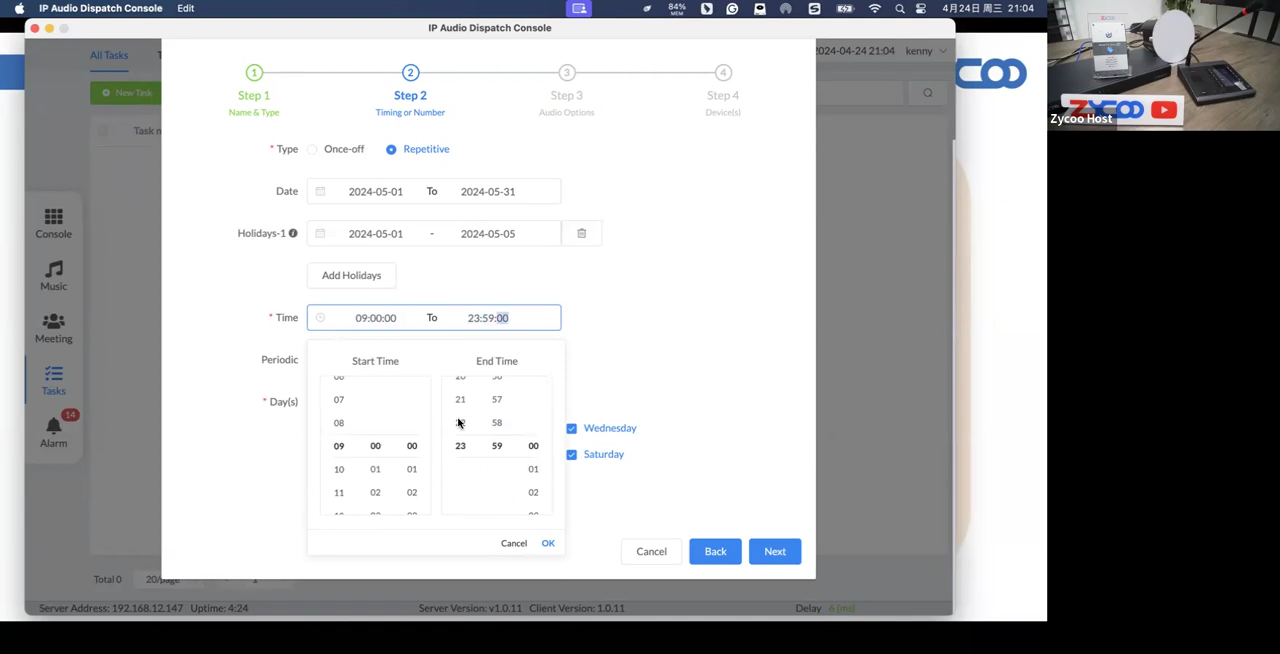 IP Audio Dispatch Console Edit 84% MEM 4月24日 周三 21:04
IP Audio Dispatch Console
All Tasks T 2024-04-24 21:04 kenny
1 2 3 4
Step 1 Step 2 Step 3 Step 4
Name & Type Timing or Number Audio Options Device(s)
New Task
Task n
* Type Once-off Repetitive
Date 2024-05-01 To 2024-05-31
Holidays-1 2024-05-01 - 2024-05-05
Add Holidays
* Time 09:00:00 To 23:59:00
Periodic
* Day(s)
Start Time End Time
07 21 57
08 58
09 00 00 23 59 00
10 01 01 01
11 02 02 02
Wednesday
Saturday
Cancel OK
Cancel Back Next
Console
Music
Meeting
Tasks
14
Alarm
Total 0 20/page 1
Server Address: 192.168.12.147 Uptime: 4:24 Server Version: v1.0.11 Client Version: 1.0.11 Delay 6 (ms)
COO
ZYCOO
Zycoo Host